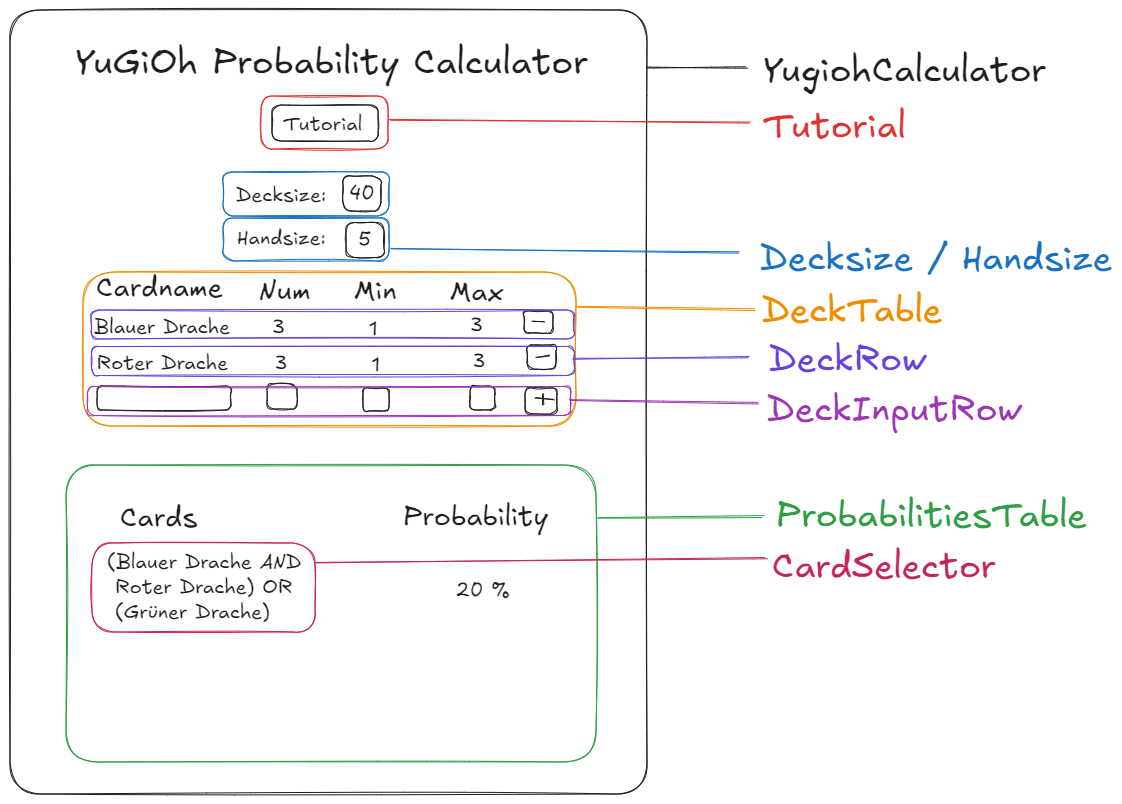 YuGiOh Probability Calculator
YugiohCalculator
Tutorial
Tutorial
Decksize: 40
Handsize: 5
Decksize / Handsize
Cardname Num Min Max
DeckTable
Blauer Drache 3 1 3 -
Roter Drache 3 1 3 -
DeckRow
+
DeckInputRow
Cards Probability
ProbabilitiesTable
(Blauer Drache AND
Roter Drache) OR
(Grüner Drache)
20 %
CardSelector